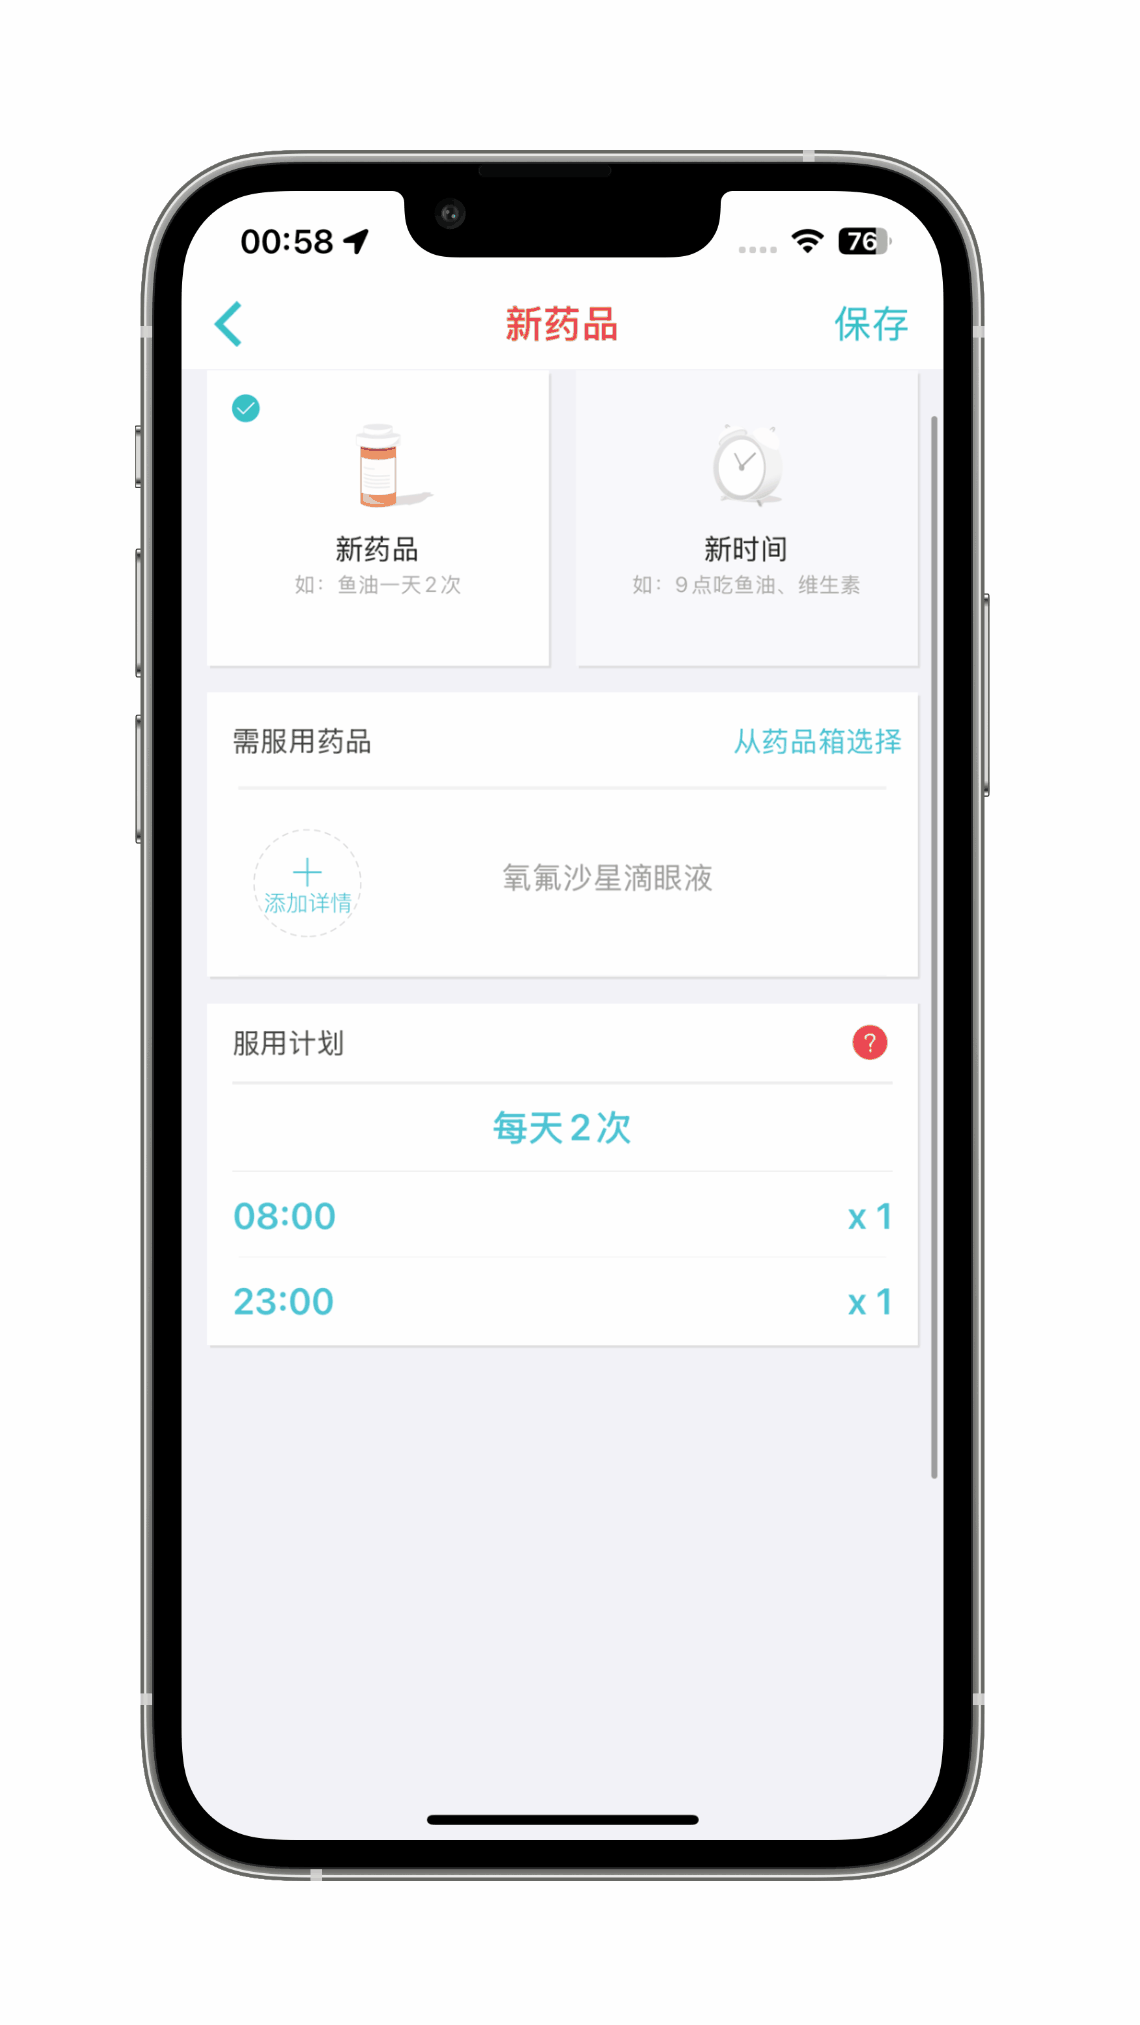 00:58
76
新药品
保存
新药品
如：鱼油一天2次
新时间
如：9点吃鱼油、维生素
需服用药品
从药品箱选择
添加详情
氧氟沙星滴眼液
服用计划
?
每天2次
08:00
x 1
23:00
x 1